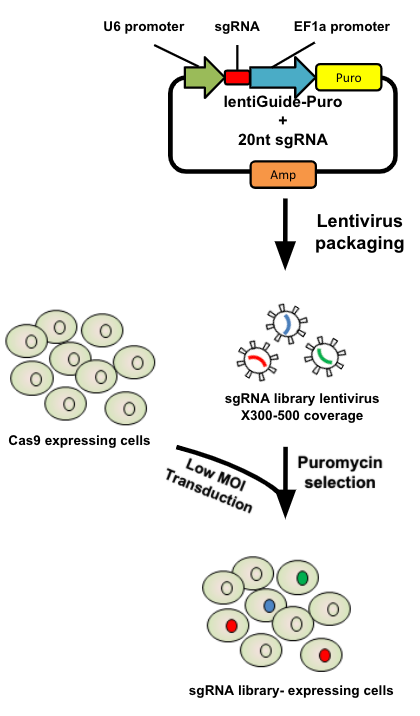 U6 promoter
sgRNA
EF1a promoter
Puro
lentiGuide-Puro
+
20nt sgRNA
Amp
Lentivirus
packaging
sgRNA library lentivirus
X300-500 coverage
Cas9 expressing cells
Low MOI
Transduction
Puromycin
selection
sgRNA library- expressing cells